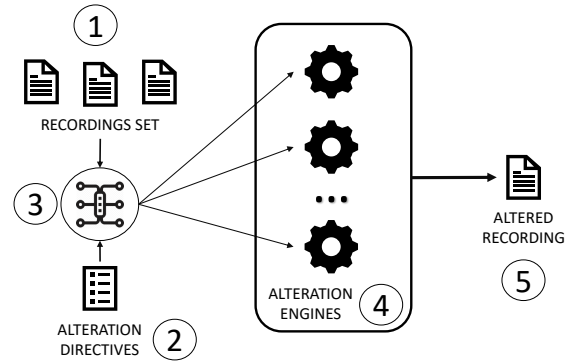 1
RECORDINGS SET
3
ALTERATION
DIRECTIVES
2
...
ALTERATION
ENGINES
4
ALTERED
RECORDING
5